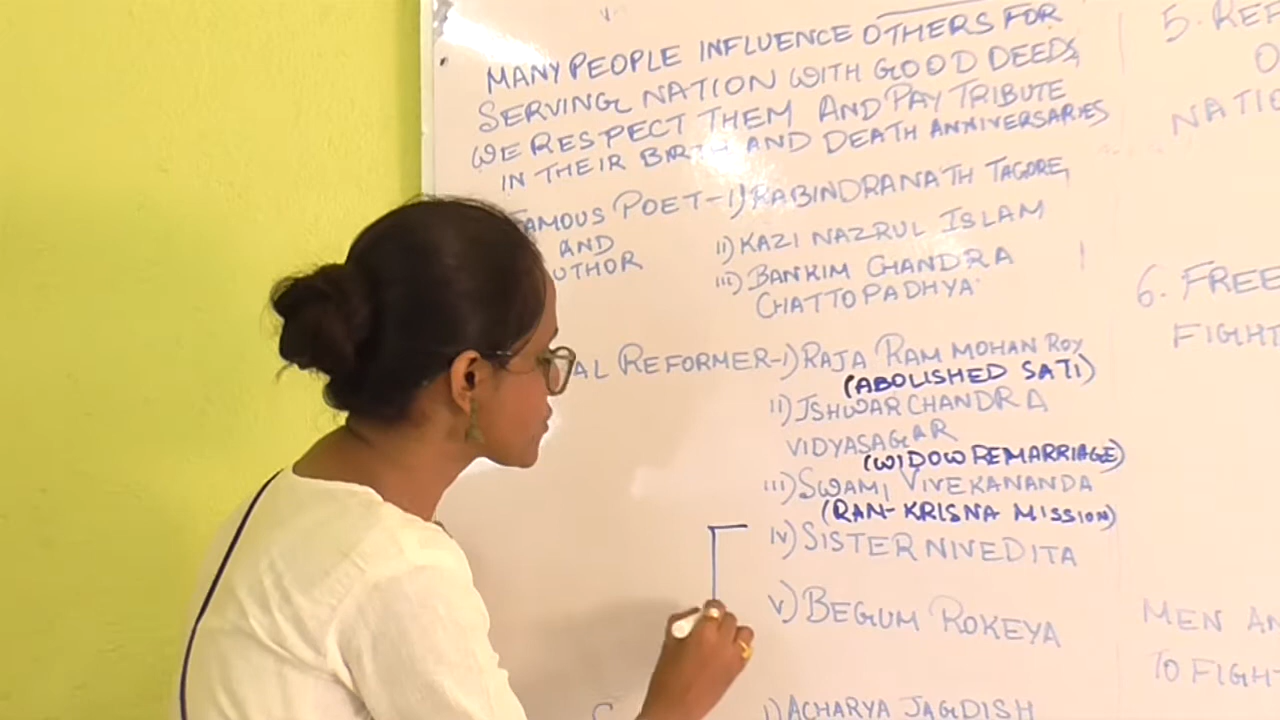 MANY PEOPLE INFLUENCE OTHERS FOR
SERVING NATION WITH GOOD DEEDS,
WE RESPECT THEM AND PAY TRIBUTE
IN THEIR BIRTH AND DEATH ANNIVERSARIES
FAMOUS POET-i) RABINDRANATH TAGORE,
AND
ii) KAZI NAZRUL ISLAM
UTHOR
iii) BANKIM CHANDRA
CHATTOPADHYA
AL REFORMER-i) RAJA RAM MOHAN ROY
(ABOLISHED SATI)
ii) ISHWAR CHANDRA
VIDYASAGAR
(WIDOW REMARRIAGE)
iii) SWAMI VIVEKANANDA
(RAM-KRISNA MISSION)
iv) SISTER NIVEDITA
v) BEGUM ROKEYA
i) ACHARYA JAGDISH
5. REF
O
NATIO
6. FREE
FIGHT
MEN AN
TO FIGHT